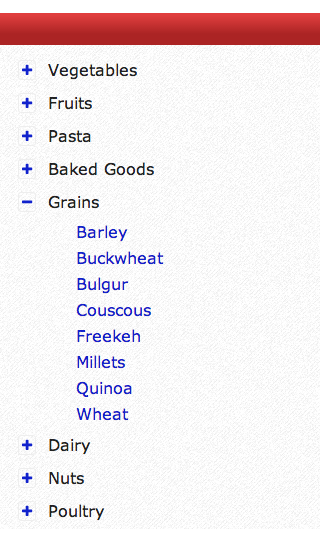 Vegetables
Fruits
Pasta
Baked Goods
Grains
Barley
Buckwheat
Bulgur
Couscous
Freekeh
Millets
Quinoa
Wheat
Dairy
Nuts
Poultry